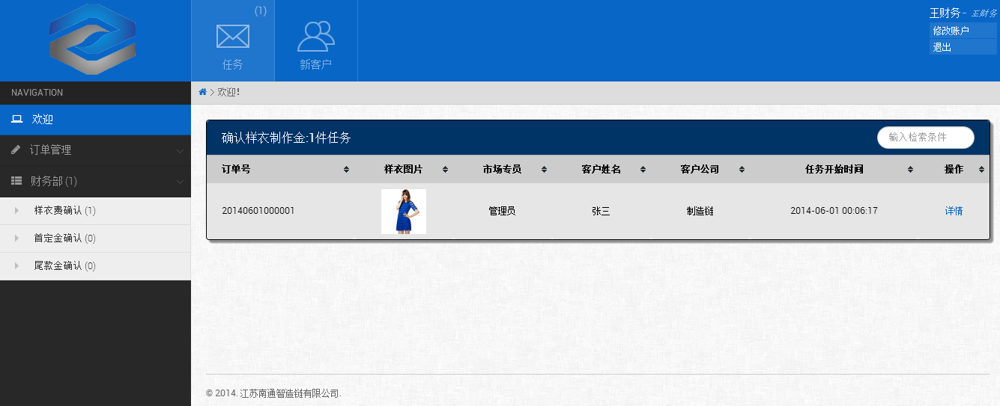 (1)
任务
新客户
王财务 - 王财务
修改账户
退出
NAVIGATION
欢迎
订单管理
财务部 (1)
样衣费确认 (1)
首定金确认 (0)
尾款金确认 (0)
> 欢迎!
确认样衣制作金:1件任务
输入检索条件
订单号 样衣图片 市场专员 客户姓名 客户公司 任务开始时间 操作
20140601000001 管理员 张三 制造链 2014-06-01 00:06:17 详情
© 2014. 江苏南通智造链有限公司.